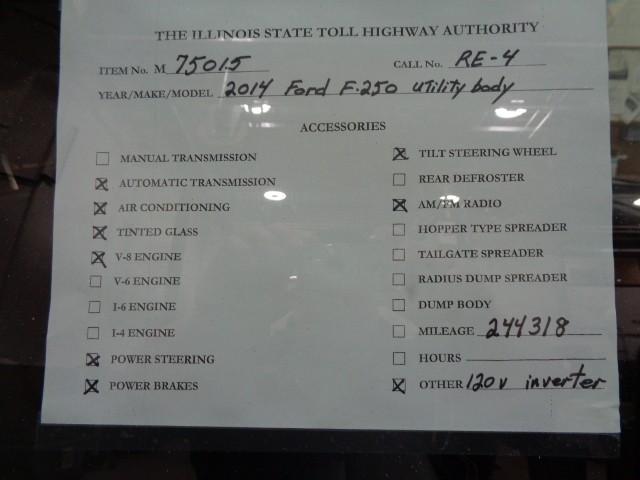 THE ILLINOIS STATE TOLL HIGHWAY AUTHORITY
ITEM No. M 75015 CALL No. RE-4
YEAR/MAKE/MODEL 2014 Ford F-250 utility body
ACCESSORIES
MANUAL TRANSMISSION
AUTOMATIC TRANSMISSION
AIR CONDITIONING
TINTED GLASS
V-8 ENGINE
V-6 ENGINE
I-6 ENGINE
I-4 ENGINE
POWER STEERING
POWER BRAKES
TILT STEERING WHEEL
REAR DEFROSTER
AM/FM RADIO
HOPPER TYPE SPREADER
TAILGATE SPREADER
RADIUS DUMP SPREADER
DUMP BODY
MILEAGE 244318
HOURS
OTHER 120v inverter